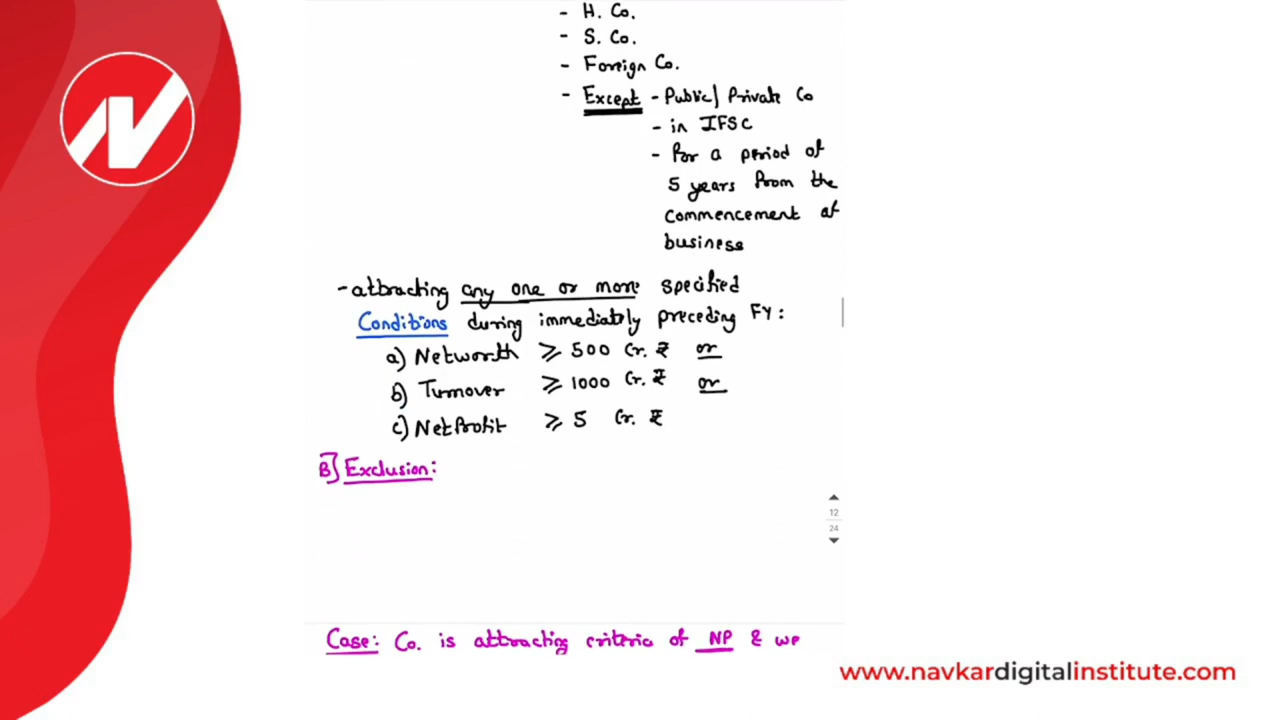 - H. Co.
- S. Co.
- Foreign Co.
- Except - Public/ Private Co
- in IFSC
- For a period of
5 years from the
commencement of
business
- attracting any one or more specified
Conditions during immediately preceding FY:
a) Networth ⩾ 500 Cr. ₹ or
b) Turnover ⩾ 1000 Cr. ₹ or
c) Net Profit ⩾ 5 Cr. ₹
B] Exclusion:
12
24
Case: Co. is attracting criteria of NP & we
www.navkardigitalinstitute.com